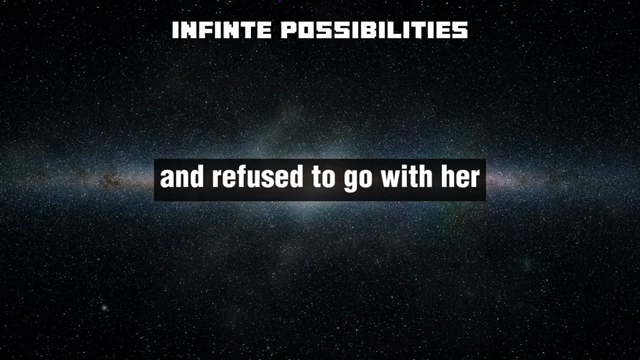 INFINTE POSSIBILITIES
and refused to go with her